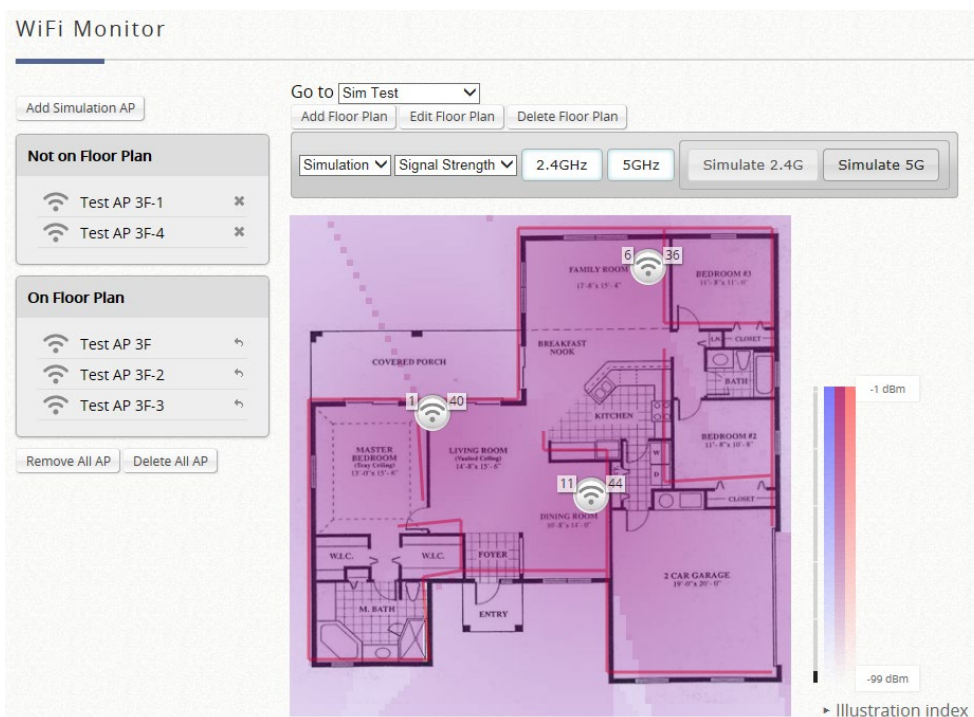 WiFi Monitor
Add Simulation AP
Not on Floor Plan
Test AP 3F-1
Test AP 3F-4
On Floor Plan
Test AP 3F
Test AP 3F-2
Test AP 3F-3
Remove All AP Delete All AP
Go to Sim Test
Add Floor Plan Edit Floor Plan Delete Floor Plan
Simulation Signal Strength 2.4GHz 5GHz Simulate 2.4G Simulate 5G
6 36
FAMILY ROOM
BEDROOM #3
CLOSET
BREAKFAST
NOOK
COVERED PORCH
BATH
1 40
KITCHEN
BEDROOM #2
MASTER
BEDROOM
(Tray Ceiling)
LIVING ROOM
(Vaulted Ceiling)
W
D
11 44
CLOSET
DINING ROOM
W.I.C. W.I.C. FOYER
2 CAR GARAGE
M. BATH
ENTRY
-1 dBm
-99 dBm
Illustration index